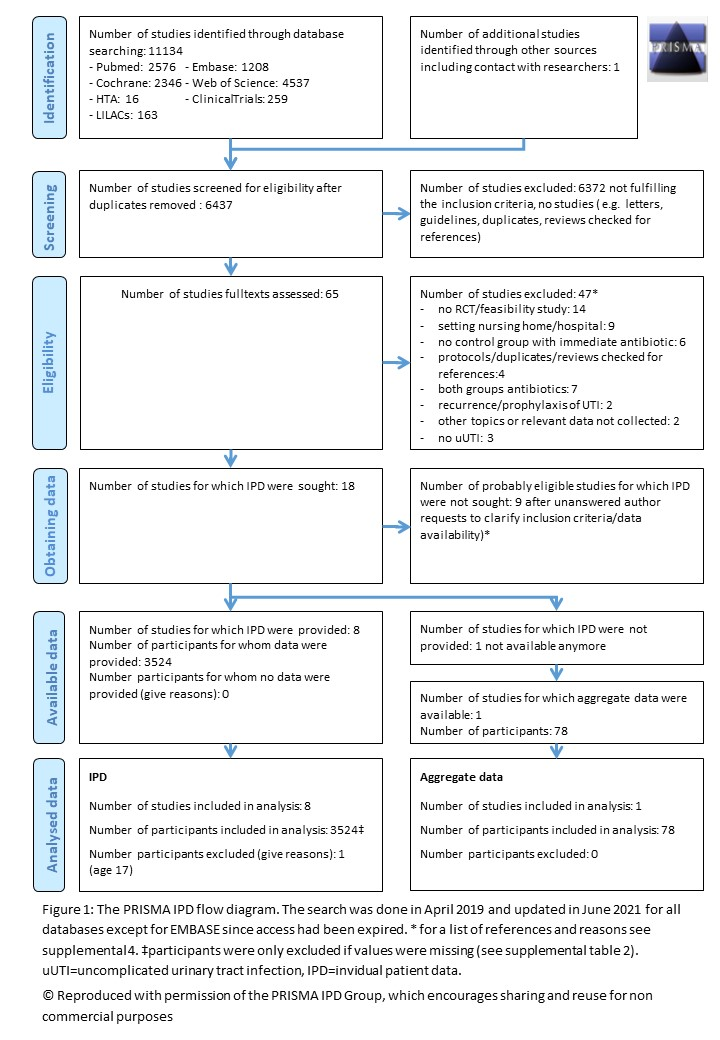 Identification
Number of studies identified through database
searching: 11134
- Pubmed: 2576 - Embase: 1208
- Cochrane: 2346 - Web of Science: 4537
- HTA: 16 - ClinicalTrials: 259
- LILACs: 163
Number of additional studies
identified through other sources
including contact with researchers: 1
PRISMA
Screening
Number of studies screened for eligibility after
duplicates removed : 6437
Number of studies excluded: 6372 not fulfilling
the inclusion criteria, no studies ( e.g. letters,
guidelines, duplicates, reviews checked for
references)
Eligibility
Number of studies fulltexts assessed: 65
Number of studies excluded: 47*
- no RCT/feasibility study: 14
- setting nursing home/hospital: 9
- no control group with immediate antibiotic: 6
- protocols/duplicates/reviews checked for
references:4
- both groups antibiotics: 7
- recurrence/prophylaxis of UTI: 2
- other topics or relevant data not collected: 2
- no uUTI: 3
Obtaining data
Number of studies for which IPD were sought: 18
Number of probably eligible studies for which IPD
were not sought: 9 after unanswered author
requests to clarify inclusion criteria/data
availability)*
Available data
Number of studies for which IPD were provided: 8
Number of participants for whom data were
provided: 3524
Number participants for whom no data were
provided (give reasons): 0
Number of studies for which IPD were not
provided: 1 not available anymore
Number of studies for which aggregate data were
available: 1
Number of participants: 78
Analysed data
IPD
Number of studies included in analysis: 8
Number of participants included in analysis: 3524‡
Number participants excluded (give reasons): 1
(age 17)
Aggregate data
Number of studies included in analysis: 1
Number of participants included in analysis: 78
Number participants excluded: 0
Figure 1: The PRISMA IPD flow diagram. The search was done in April 2019 and updated in June 2021 for all
databases except for EMBASE since access had been expired. * for a list of references and reasons see
supplemental 4. ‡participants were only excluded if values were missing (see supplemental table 2).
uUTI=uncomplicated urinary tract infection, IPD=invidual patient data.
© Reproduced with permission of the PRISMA IPD Group, which encourages sharing and reuse for non
commercial purposes